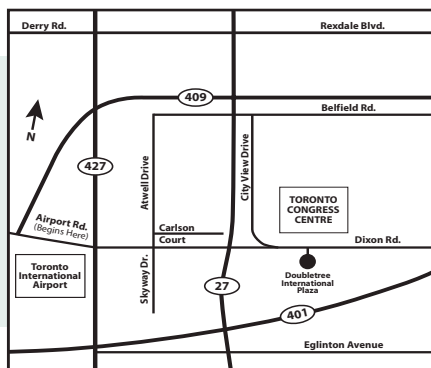 Derry Rd.
Rexdale Blvd.
409
Belfield Rd.
N
427
Atwell Drive
City View Drive
TORONTO
CONGRESS
CENTRE
Airport Rd.
(Begins Here)
Carlson
Court
Dixon Rd.
Toronto
International
Airport
Skyway Dr.
27
Doubletree
International
Plaza
401
Eglinton Avenue